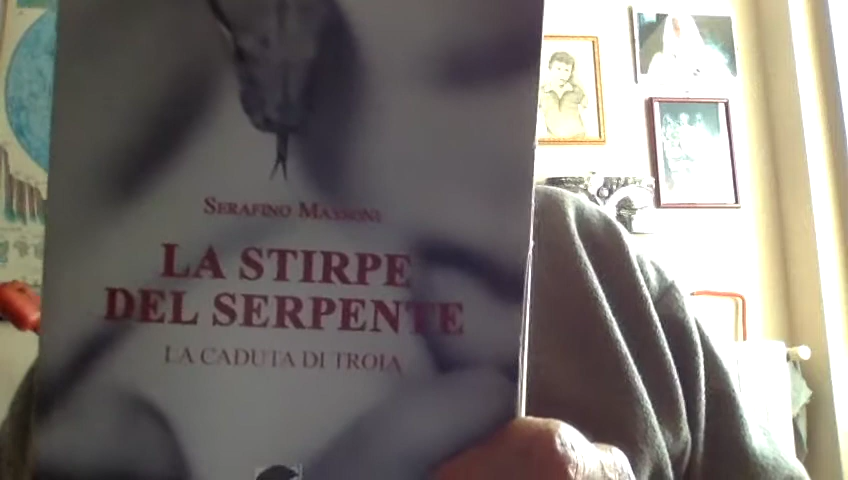 SERAFINO MASSONI
LA STIRPE
DEL SERPENTE
LA CADUTA DI TROIA